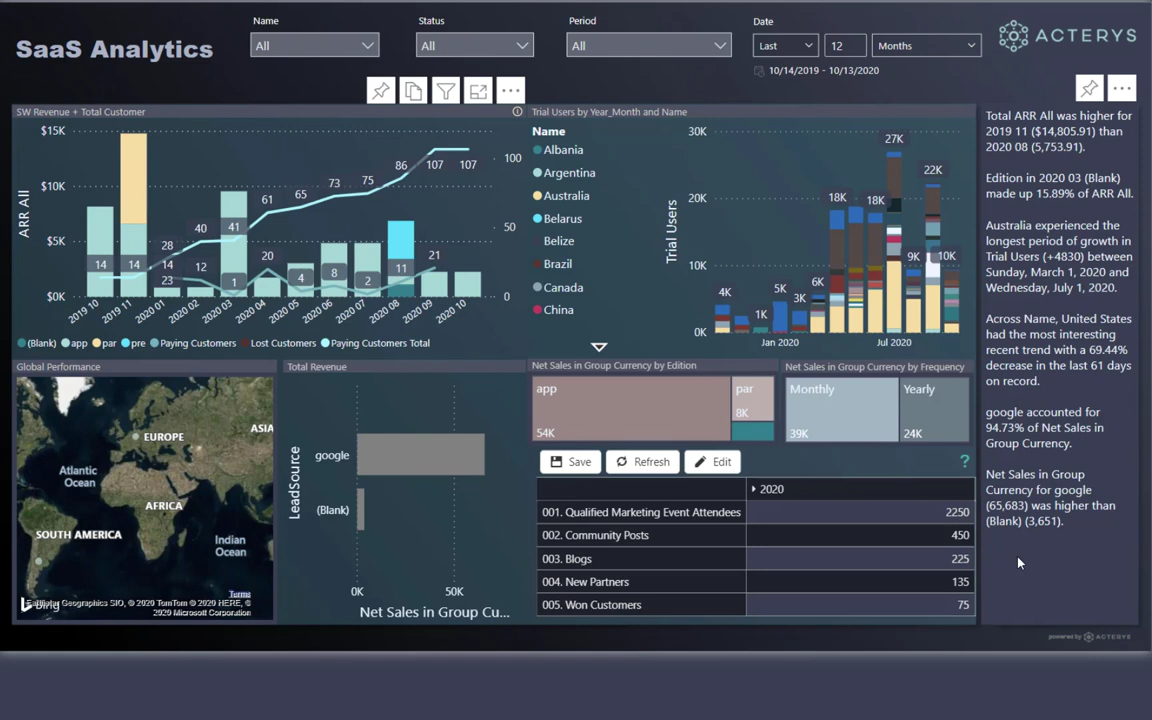 SaaS Analytics
Name
All
Status
All
Period
All
Date
Last
12
Months
10/14/2019 - 10/13/2020
ACTERYS
SW Revenue + Total Customer
ARR All
$15K
$10K
$5K
$0K
100
50
0
14
14
28
14
23
40
12
41
1
61
20
65
4
73
8
75
2
86
11
107
21
107
2019 10
2019 11
2020 01
2020 02
2020 03
2020 04
2020 05
2020 06
2020 07
2020 08
2020 09
2020 10
(Blank) app par pre Paying Customers Lost Customers Paying Customers Total
Trial Users by Year_Month and Name
Name
Albania
Argentina
Australia
Belarus
Belize
Brazil
Canada
China
Trial Users
30K
20K
10K
0K
4K
1K
5K
3K
6K
18K
18K
27K
9K
22K
10K
Jan 2020
Jul 2020
Total ARR All was higher for
2019 11 ($14,805.91) than
2020 08 (5,753.91).
Edition in 2020 03 (Blank)
made up 15.89% of ARR All.
Australia experienced the
longest period of growth in
Trial Users (+4830) between
Sunday, March 1, 2020 and
Wednesday, July 1, 2020.
Across Name, United States
had the most interesting
recent trend with a 69.44%
decrease in the last 61 days
on record.
google accounted for
94.73% of Net Sales in
Group Currency.
Net Sales in Group
Currency for google
(65,683) was higher than
(Blank) (3,651).
Global Performance
EUROPE
ASIA
Atlantic
Ocean
AFRICA
SOUTH AMERICA
Indian
Ocean
Terms
Geographics SIO, © 2020 TomTom © 2020 HERE, ©
2020 Microsoft Corporation
Total Revenue
LeadSource
google
(Blank)
0K
50K
Net Sales in Group Cu...
Net Sales in Group Currency by Edition
app
54K
par
8K
Net Sales in Group Currency by Frequency
Monthly
39K
Yearly
24K
Save
Refresh
Edit
?
2020
001. Qualified Marketing Event Attendees 2250
002. Community Posts 450
003. Blogs 225
004. New Partners 135
005. Won Customers 75
powered by ACTERYS